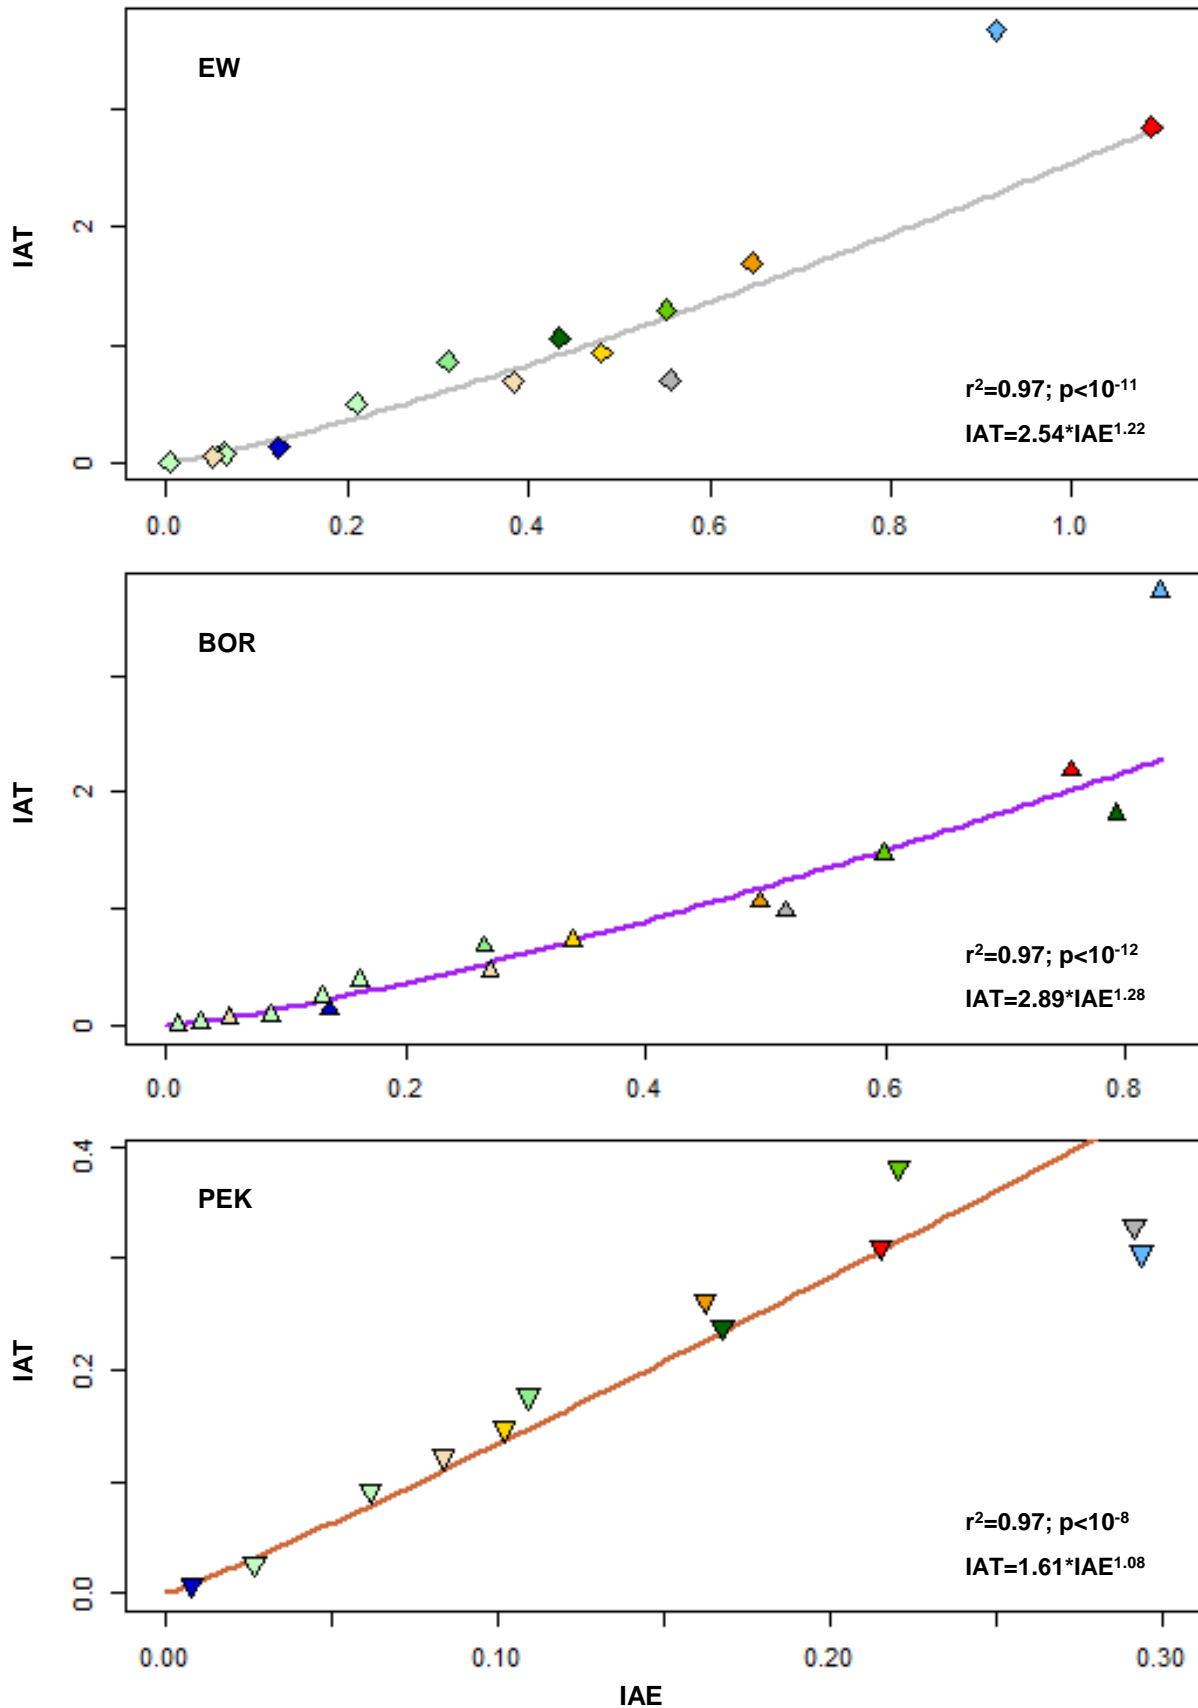 EW
IAT
2
0
r²=0.97; p<10⁻¹¹
IAT=2.54*IAE¹·²²
0.0 0.2 0.4 0.6 0.8 1.0
BOR
IAT
2
0
r²=0.97; p<10⁻¹²
IAT=2.89*IAE¹·²⁸
0.0 0.2 0.4 0.6 0.8
0.4
PEK
IAT
0.2
0.0
r²=0.97; p<10⁻⁸
IAT=1.61*IAE¹·⁰⁸
0.00 0.10 0.20 0.30
IAE